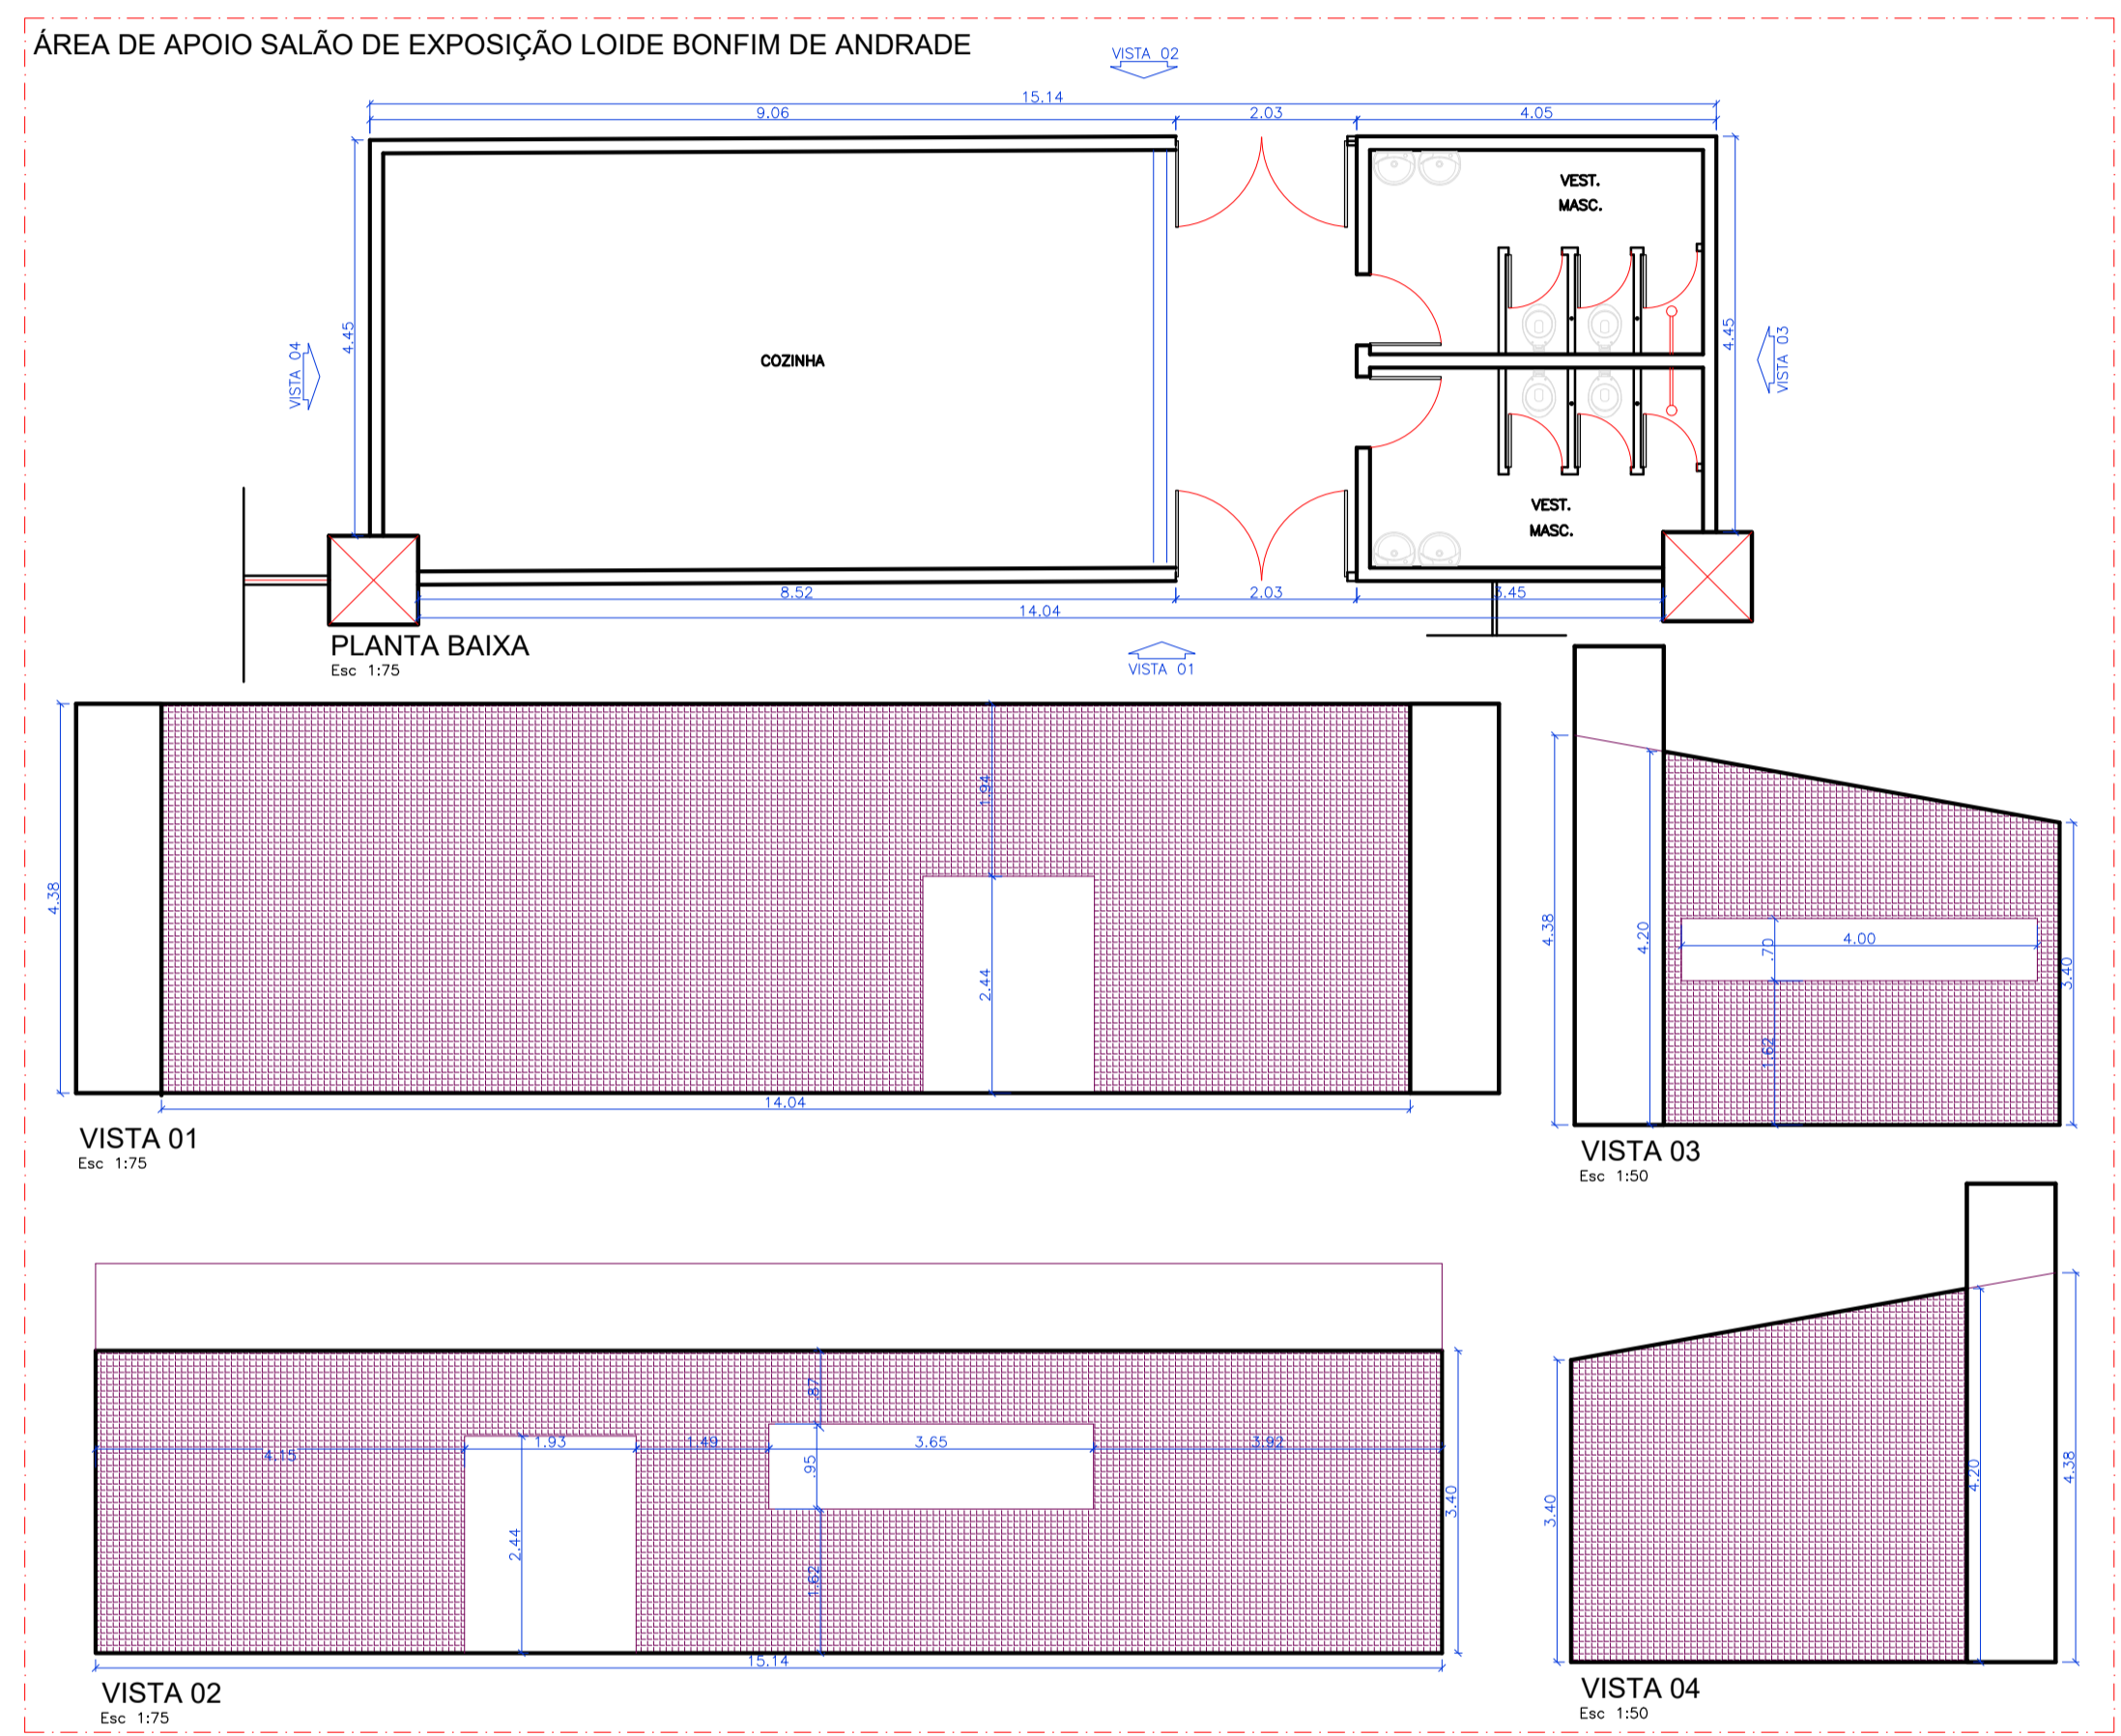 ÁREA DE APOIO SALÃO DE EXPOSIÇÃO LOIDE BONFIM DE ANDRADE
VISTA 02
15.14
9.06
2.03
4.05
VEST.
MASC.
4.45
VISTA 04
COZINHA
4.45
VISTA 03
VEST.
MASC.
8.52
2.03
3.45
14.04
PLANTA BAIXA
Esc 1:75
VISTA 01
1.94
4.38
2.44
14.04
VISTA 01
Esc 1:75
4.38
4.20
.70
4.00
3.40
1.62
VISTA 03
Esc 1:50
.87
4.15
1.93
1.49
3.65
3.92
.95
2.44
1.62
3.40
15.14
VISTA 02
Esc 1:75
3.40
4.20
4.38
VISTA 04
Esc 1:50